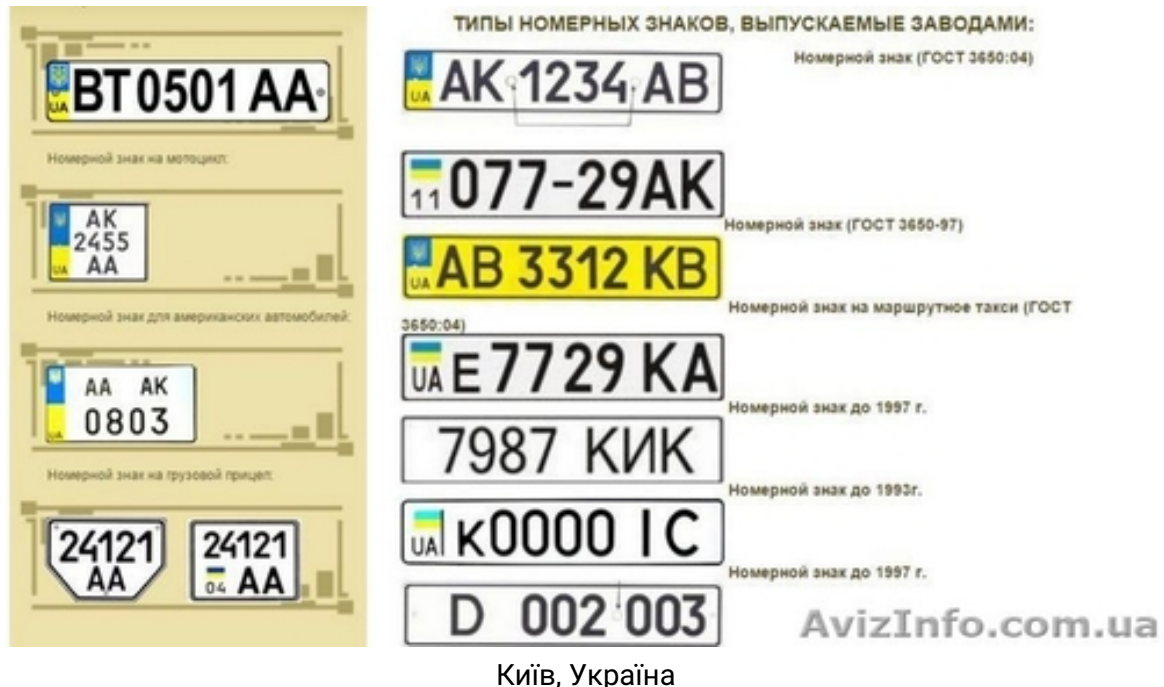 ТИПЫ НОМЕРНЫХ ЗНАКОВ, ВЫПУСКАЕМЫЕ ЗАВОДАМИ:
UA BT 0501 AA
Номерной знак на мотоцикл:
AK
2455
UA AA
Номерной знак для американских автомобилей:
AA AK
UA 0803
Номерной знак на грузовой прицеп:
24121
AA
24121
04 AA
Номерной знак (ГОСТ 3650:04)
UA AK 1234 AB
11 077-29AK
Номерной знак (ГОСТ 3650-97)
UA AB 3312 KB
Номерной знак на маршрутное такси (ГОСТ
3650:04)
UA E 7729 KA
Номерной знак до 1997 г.
7987 КИК
Номерной знак до 1993г.
UA K0000 IC
Номерной знак до 1997 г.
D 002 003
AvizInfo.com.ua
Київ, Україна